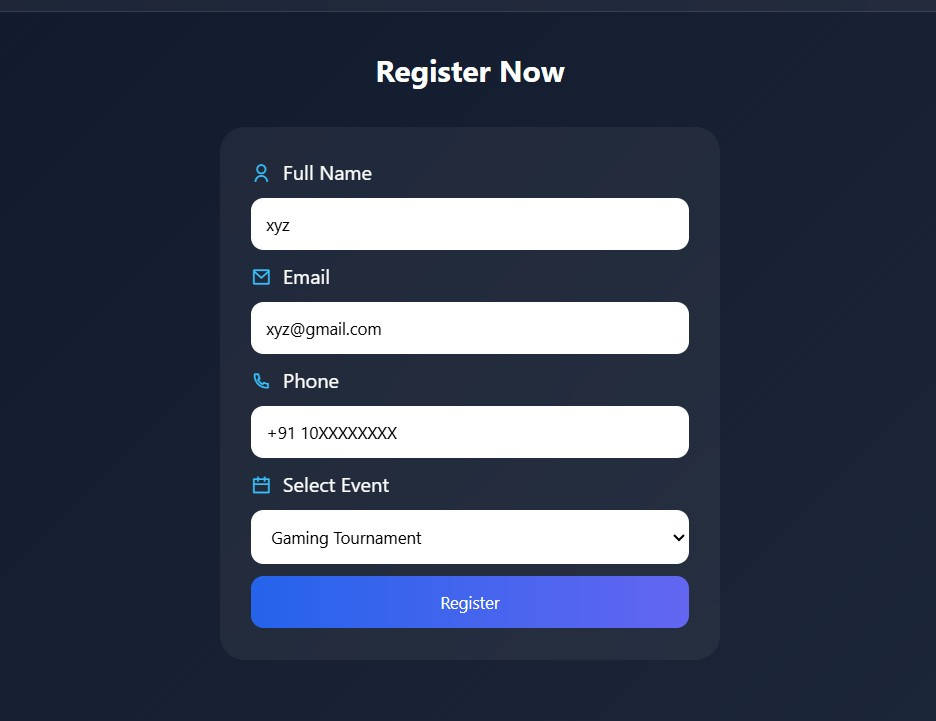 Register Now
Full Name
xyz
Email
xyz@gmail.com
Phone
+91 10XXXXXXXX
Select Event
Gaming Tournament
Register